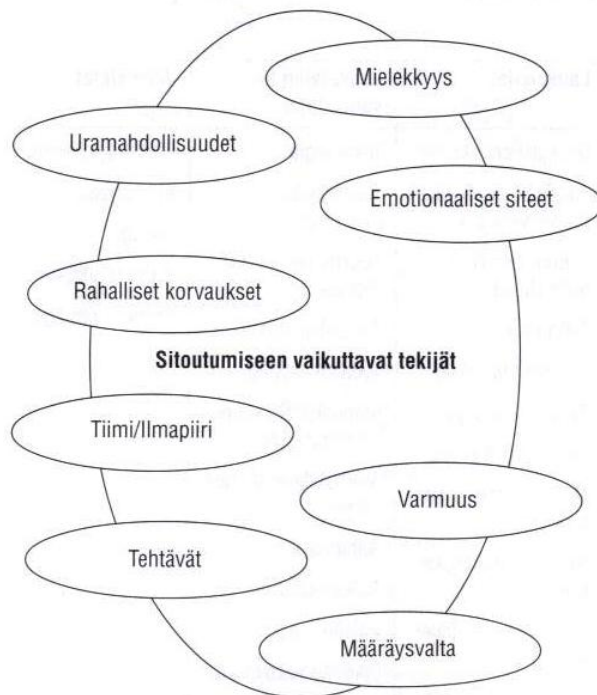 Mielekkyys
Uramahdollisuudet
Emotionaaliset siteet
Rahalliset korvaukset
Sitoutumiseen vaikuttavat tekijät
Tiimi/Ilmapiiri
Varmuus
Tehtävät
Määräysvalta